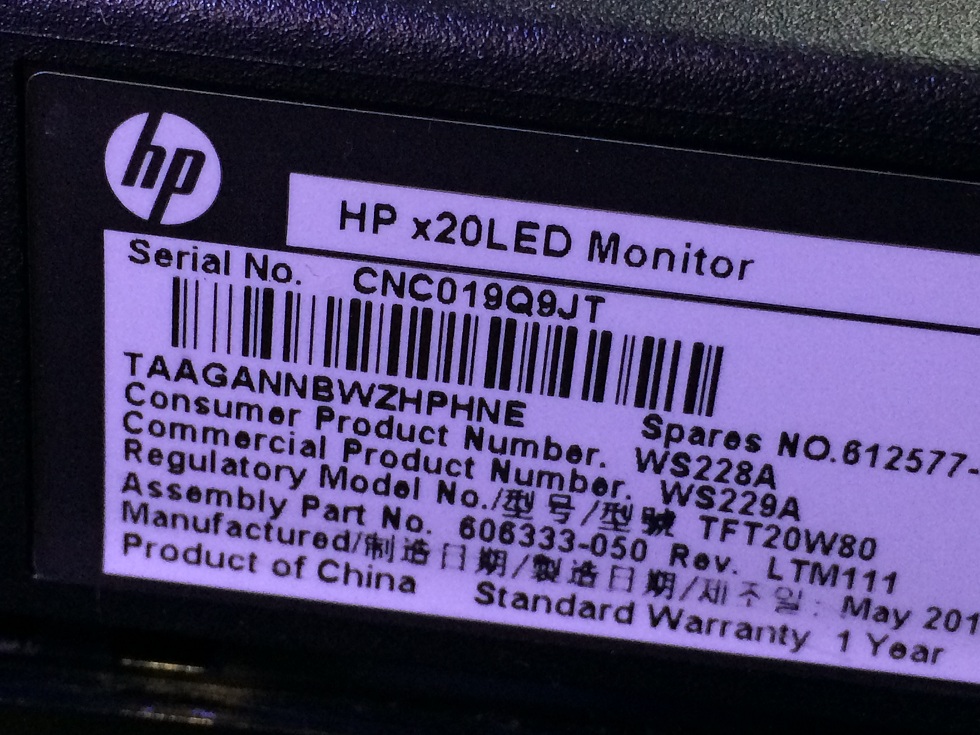 hp
HP x20LED Monitor
Serial No. CNC019Q9JT
TAAGANNBWZHPHNE Spares NO.612577-
Consumer Product Number. WS228A
Commercial Product Number. WS229A
Regulatory Model No./型号/型號 TFT20W80
Assembly Part No. 606333-050 Rev. LTM111
Manufactured/制造日期/製造日期/제조일: May 201
Product of China Standard Warranty 1 Year